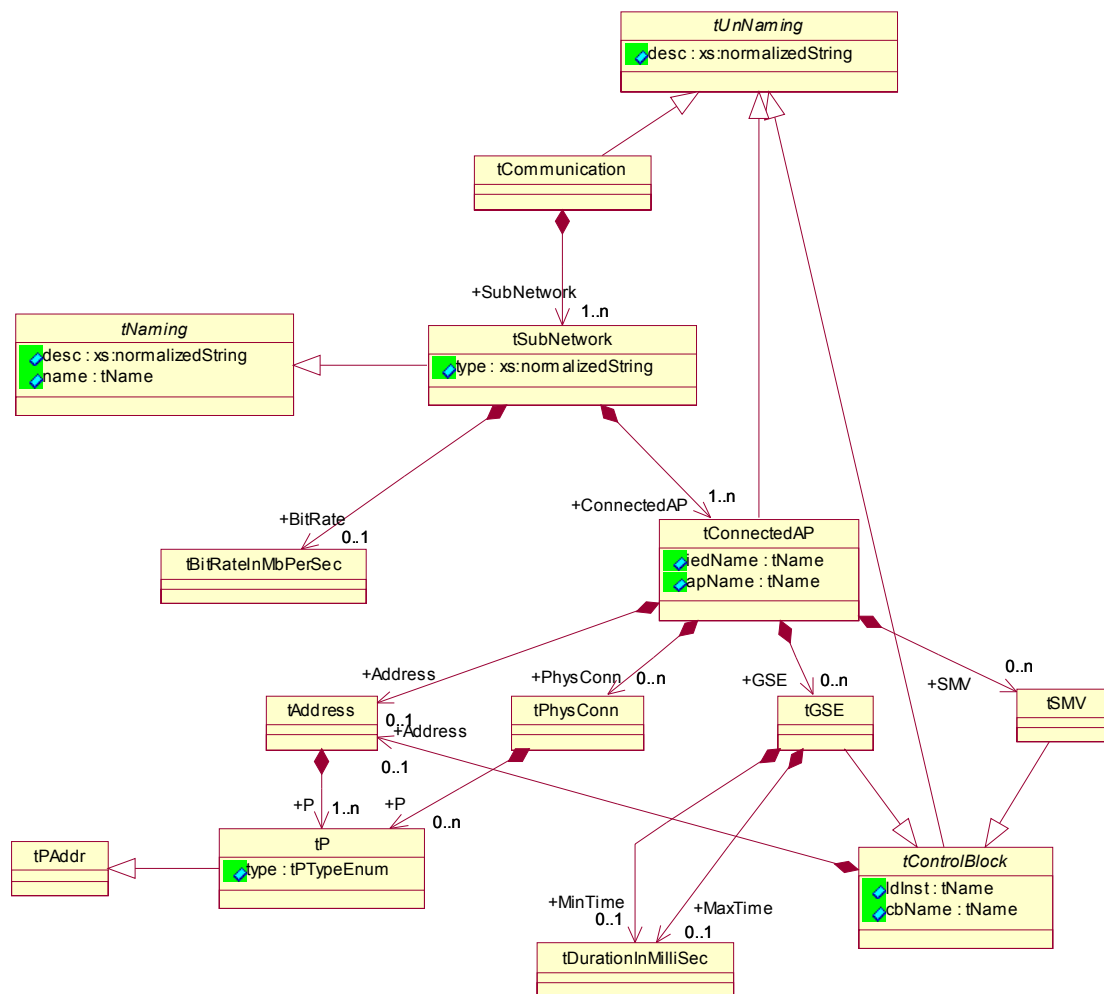 tUnNaming
desc : xs:normalizedString
tCommunication
+SubNetwork
1..n
tNaming
desc : xs:normalizedString
name : tName
tSubNetwork
type : xs:normalizedString
+BitRate
0..1
+ConnectedAP
1..n
tBitRateInMbPerSec
tConnectedAP
iedName : tName
apName : tName
+Address
0..1
+PhysConn
0..n
+GSE
0..n
+SMV
0..n
tAddress
tPhysConn
tGSE
tSMV
+Address
0..1
+P
1..n
+P
0..n
tPAddr
tP
type : tPTypeEnum
tControlBlock
ldInst : tName
cbName : tName
+MinTime
0..1
+MaxTime
0..1
tDurationInMilliSec